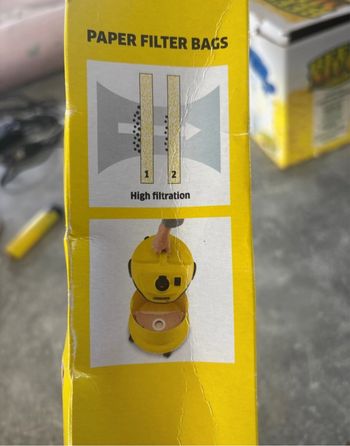 PAPER FILTER BAGS
1 2
High filtration